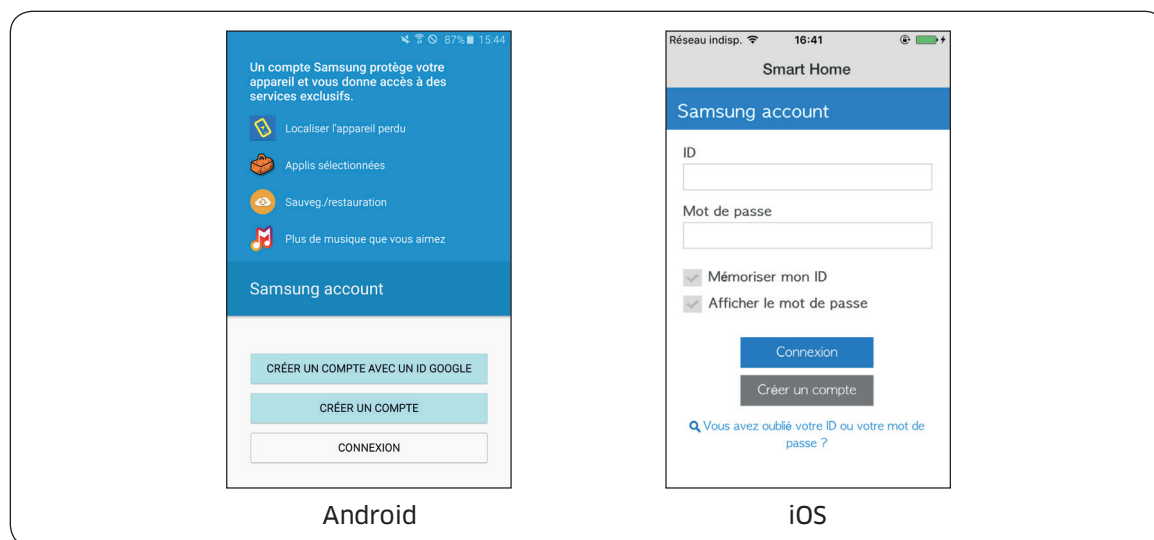 87% 15:44
Un compte Samsung protège votre
appareil et vous donne accès à des
services exclusifs.
Localiser l'appareil perdu
Applis sélectionnées
Sauveg./restauration
Plus de musique que vous aimez
Samsung account
CRÉER UN COMPTE AVEC UN ID GOOGLE
CRÉER UN COMPTE
CONNEXION
Android
Réseau indisp. 16:41
Smart Home
Samsung account
ID
Mot de passe
Mémoriser mon ID
Afficher le mot de passe
Connexion
Créer un compte
Vous avez oublié votre ID ou votre mot de
passe ?
iOS